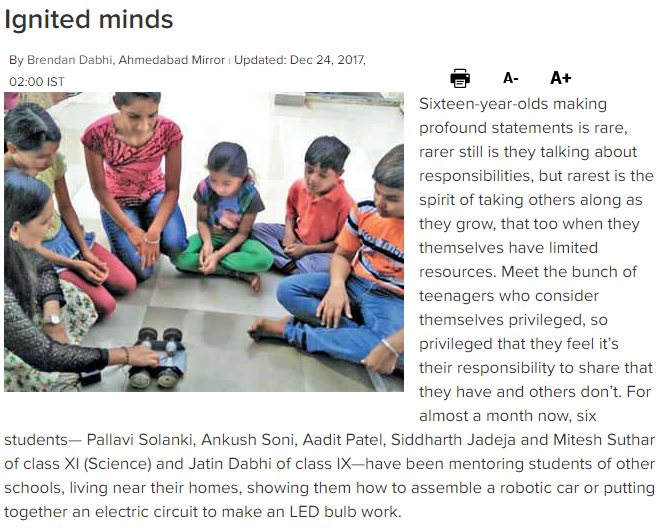 Ignited minds
By Brendan Dabhi, Ahmedabad Mirror | Updated: Dec 24, 2017,
02:00 IST
A- A+
Sixteen-year-olds making
profound statements is rare,
rarer still is they talking about
responsibilities, but rarest is the
spirit of taking others along as
they grow, that too when they
themselves have limited
resources. Meet the bunch of
teenagers who consider
themselves privileged, so
privileged that they feel it’s
their responsibility to share that
they have and others don’t. For
almost a month now, six
students— Pallavi Solanki, Ankush Soni, Aadit Patel, Siddharth Jadeja and Mitesh Suthar
of class XI (Science) and Jatin Dabhi of class IX—have been mentoring students of other
schools, living near their homes, showing them how to assemble a robotic car or putting
together an electric circuit to make an LED bulb work.